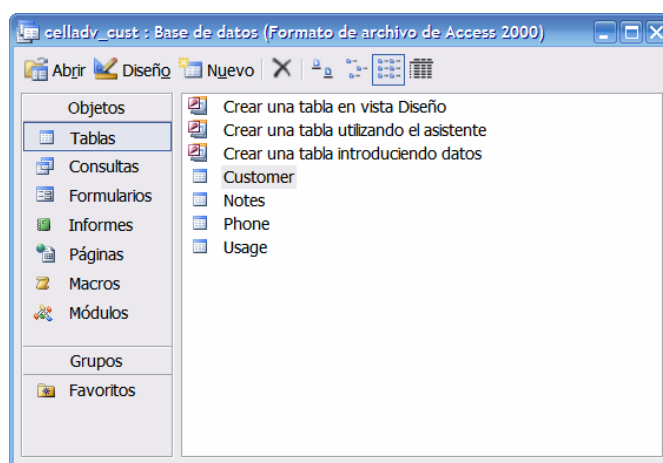 celladv_cust : Base de datos (Formato de archivo de Access 2000)
Abrir Diseño Nuevo
Objetos
Tablas
Consultas
Formularios
Informes
Páginas
Macros
Módulos
Grupos
Favoritos
Crear una tabla en vista Diseño
Crear una tabla utilizando el asistente
Crear una tabla introduciendo datos
Customer
Notes
Phone
Usage